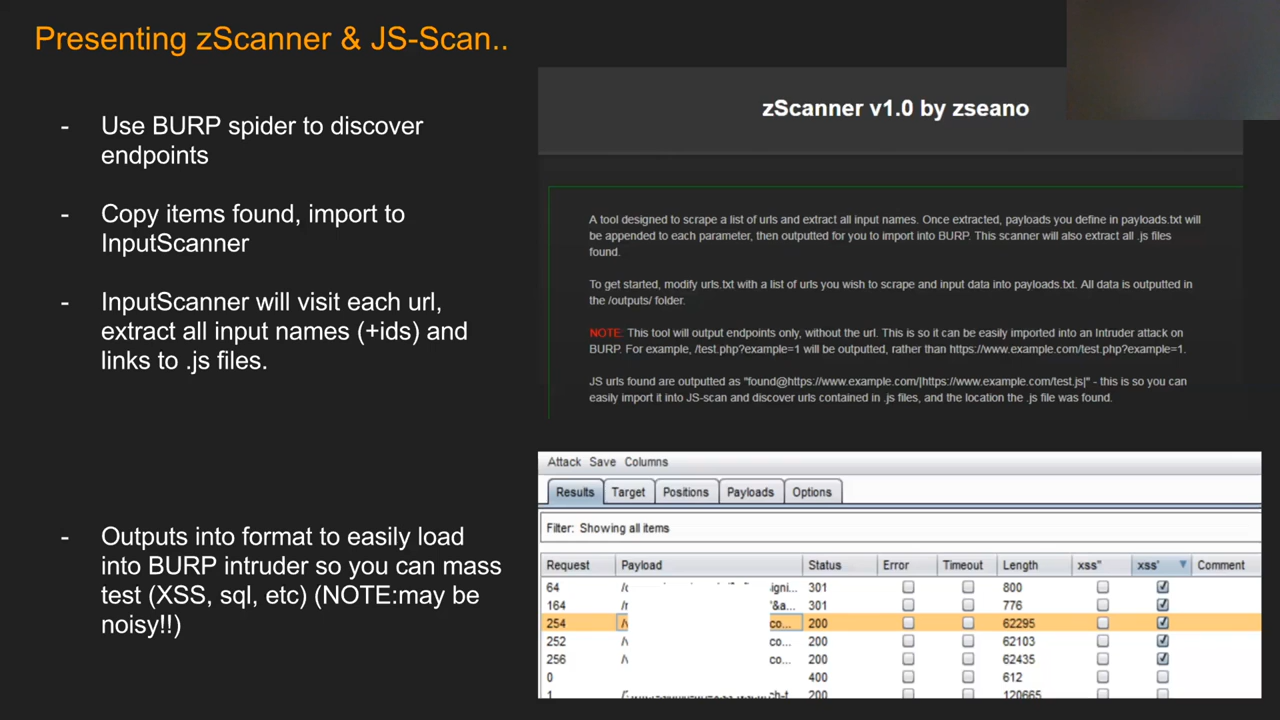 Presenting zScanner & JS-Scan..
- Use BURP spider to discover
endpoints
- Copy items found, import to
InputScanner
- InputScanner will visit each url,
extract all input names (+ids) and
links to .js files.
- Outputs into format to easily load
into BURP intruder so you can mass
test (XSS, sql, etc) (NOTE:may be
noisy!!)
zScanner v1.0 by zseano
A tool designed to scrape a list of urls and extract all input names. Once extracted, payloads you define in payloads.txt will
be appended to each parameter, then outputted for you to import into BURP. This scanner will also extract all .js files
found.
To get started, modify urls.txt with a list of urls you wish to scrape and input data into payloads.txt. All data is outputted in
the /outputs/ folder.
NOTE: This tool will output endpoints only, without the url. This is so it can be easily imported into an Intruder attack on
BURP. For example, /test.php?example=1 will be outputted, rather than https://www.example.com/test.php?example=1.
JS urls found are outputted as "found@https://www.example.com/|https://www.example.com/test.js|" - this is so you can
easily import it into JS-scan and discover urls contained in .js files, and the location the .js file was found.
Attack Save Columns
Results Target Positions Payloads Options
Filter: Showing all items
Request Payload Status Error Timeout Length xss" xss' Comment
64 igni... 301 800
164 '&a... 301 776
254 co... 200 62295
252 co... 200 62103
256 co... 200 62435
0 400 612
1 200 120665